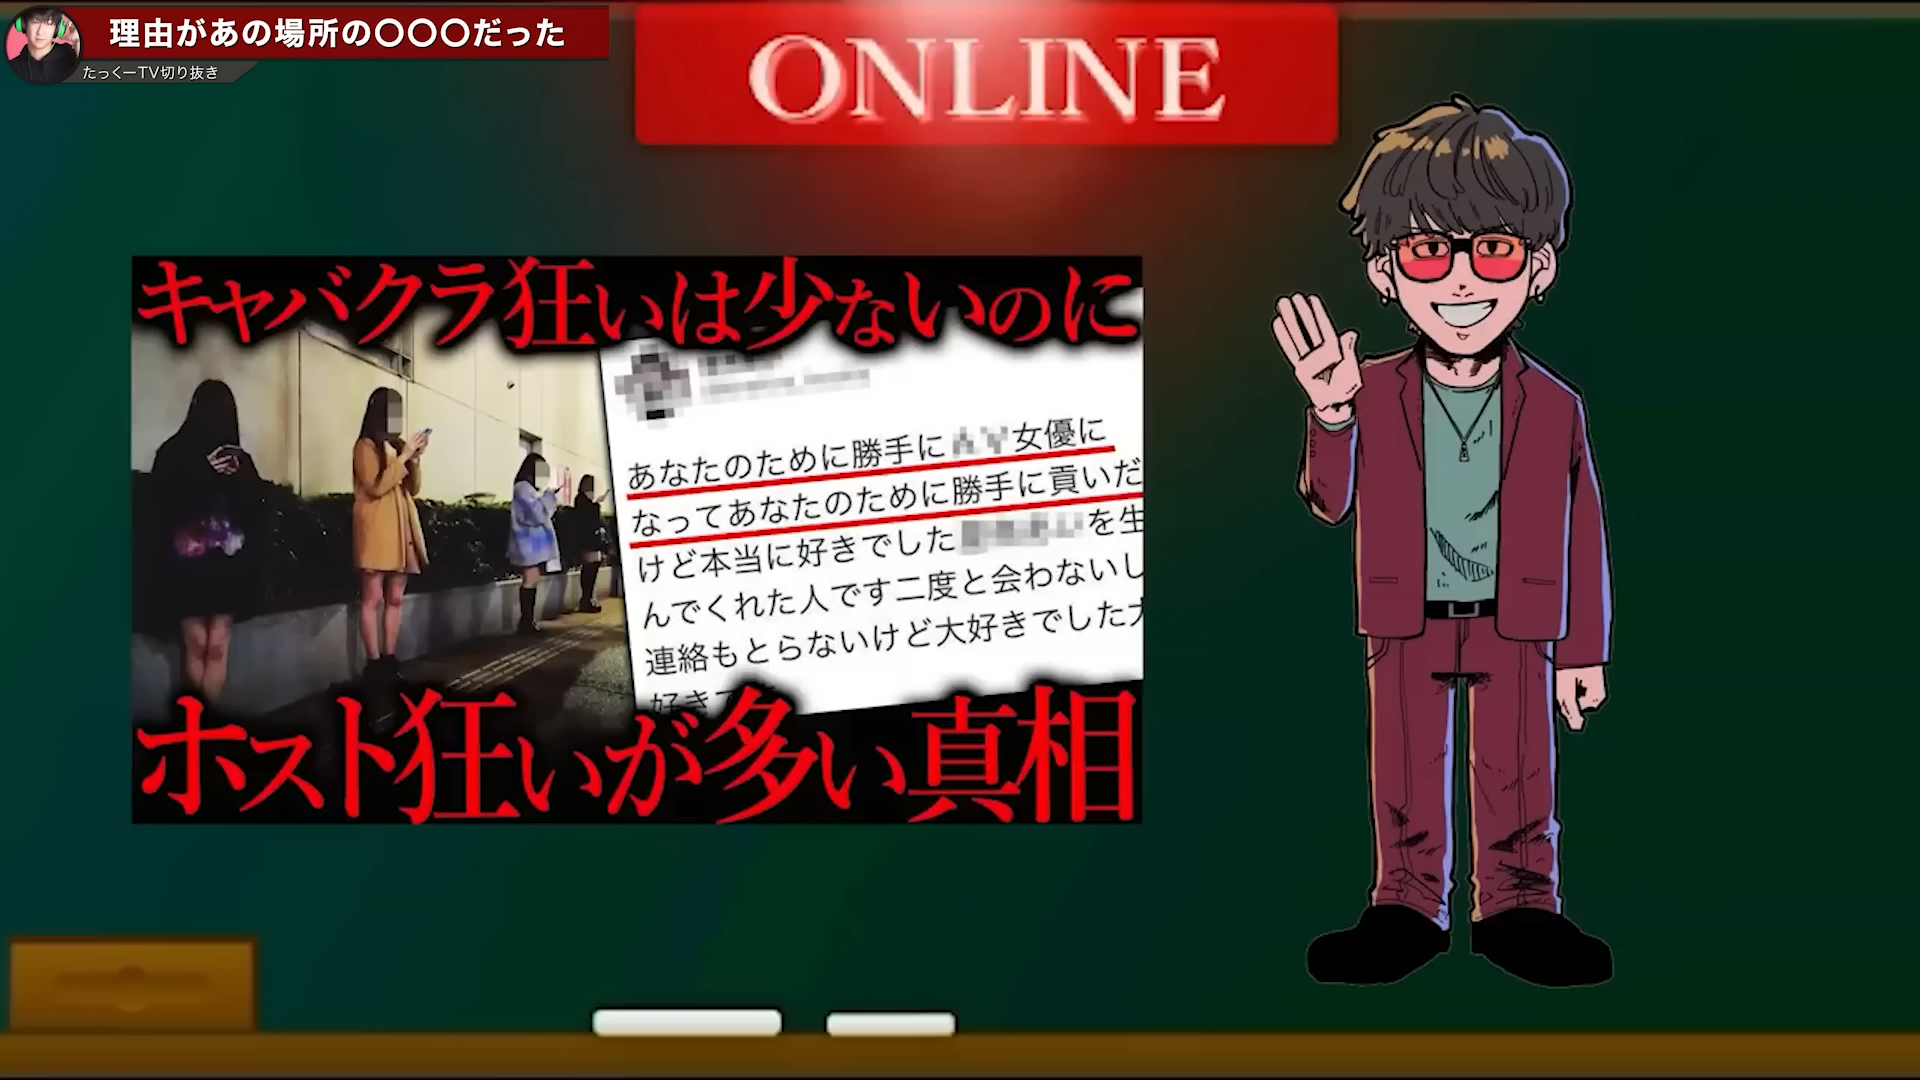 理由があの場所の〇〇〇だった
たっくーTV切り抜き
ONLINE
キャバクラ狂いは少ないのに
あなたのために勝手に 女優に
なってあなたのために勝手に貢いだ
けど本当に好きでした を生
んでくれた人です二度と会わないし
連絡もとらないけど大好きでした大
好きで
ホスト狂いが多い真相